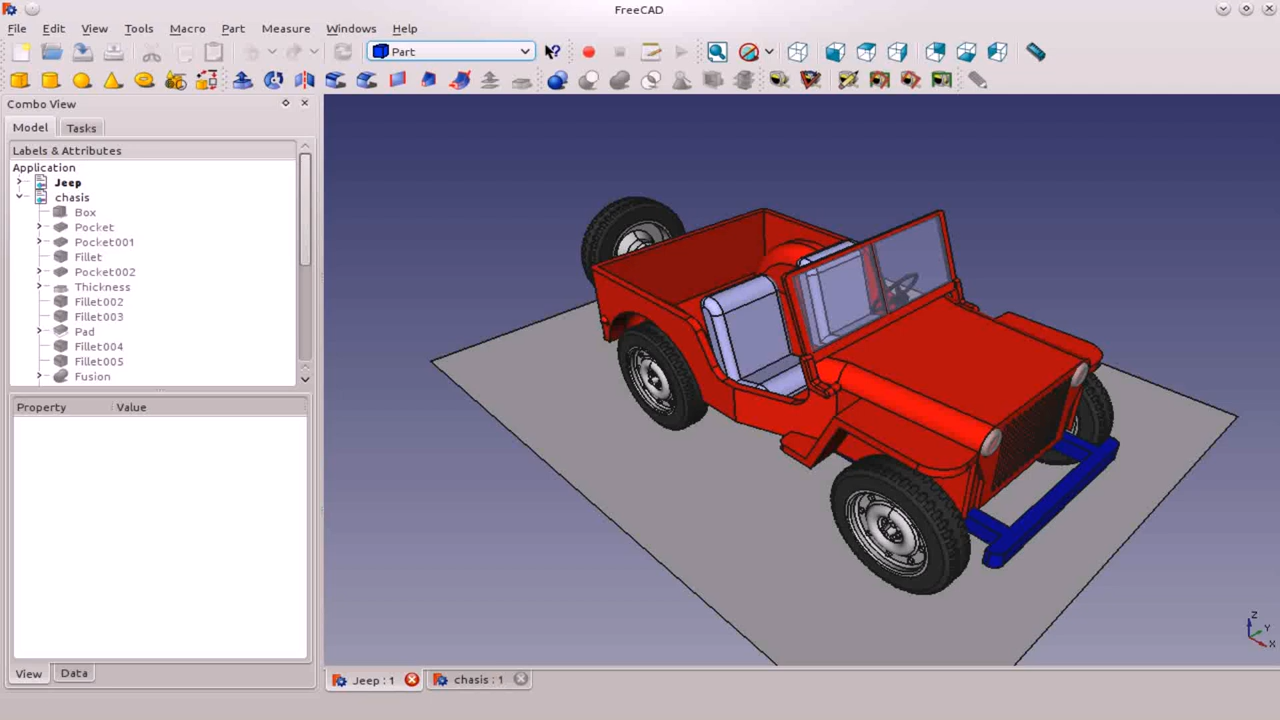 FreeCAD
File Edit View Tools Macro Part Measure Windows Help
Part
Combo View
Model Tasks
Labels & Attributes
Application
Jeep
chasis
Box
Pocket
Pocket001
Fillet
Pocket002
Thickness
Fillet002
Fillet003
Pad
Fillet004
Fillet005
Fusion
Property Value
Z
Y
X
View Data
Jeep : 1 chasis : 1